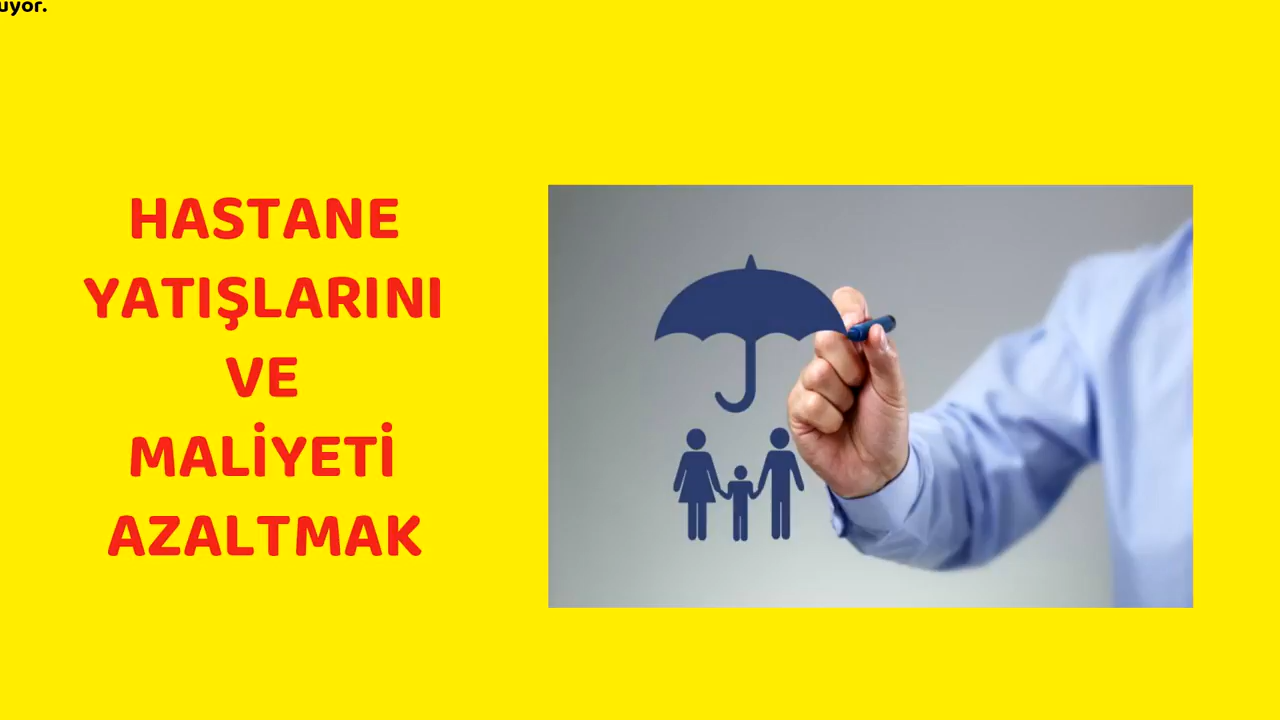 uyor.
HASTANE
YATIŞLARINI
VE
MALİYETİ
AZALTMAK